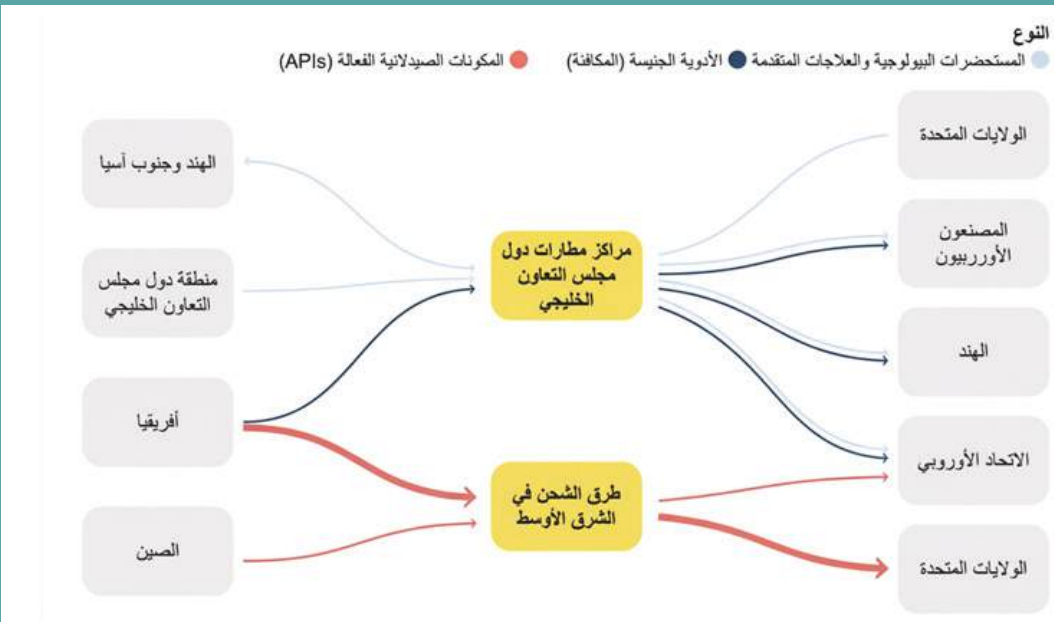 النوع
المستحضرات البيولوجية والعلاجات المتقدمة
الأدوية الجنيسة (المكافئة)
المكونات الصيدلانية الفعالة (APIs)
الولايات المتحدة
المصنعون
الأورربيون
الهند
الاتحاد الأوروبي
الولايات المتحدة
مراكز مطارات دول
مجلس التعاون
الخليجي
طرق الشحن في
الشرق الأوسط
الهند وجنوب آسيا
منطقة دول مجلس
التعاون الخليجي
أفريقيا
الصين